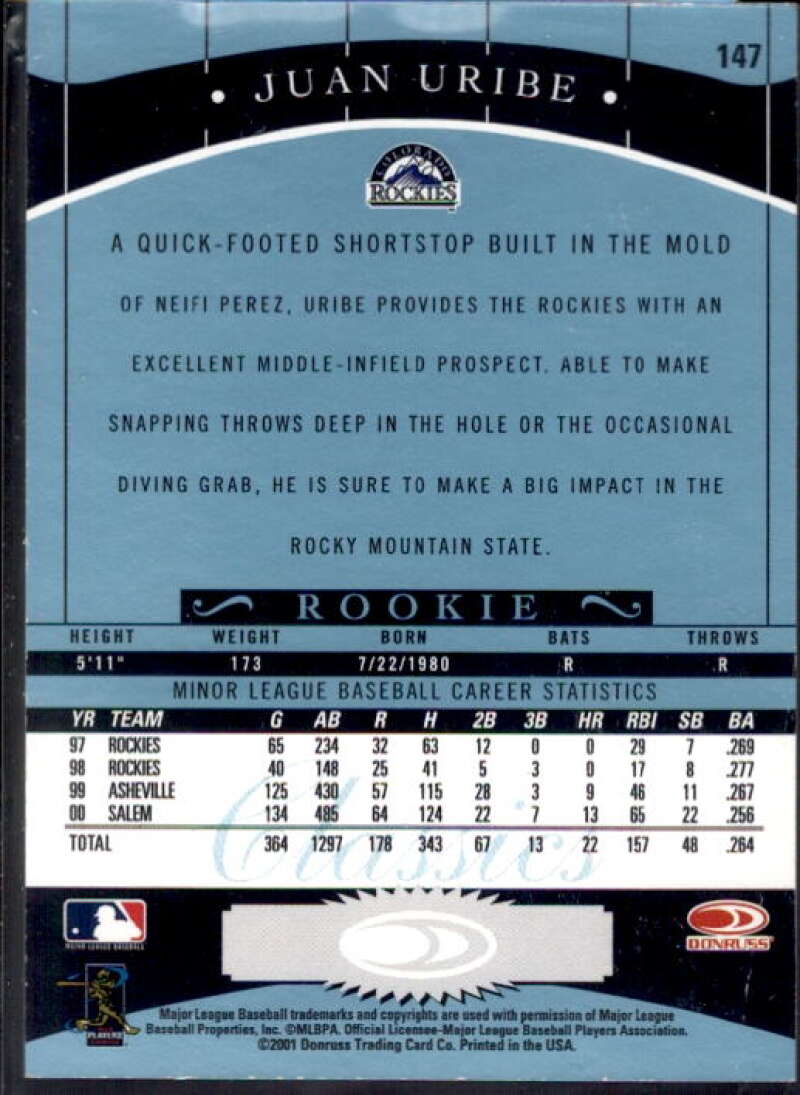 147
• JUAN URIBE •
COLORADO
ROCKIES
A QUICK-FOOTED SHORTSTOP BUILT IN THE MOLD
OF NEIFI PEREZ, URIBE PROVIDES THE ROCKIES WITH AN
EXCELLENT MIDDLE-INFIELD PROSPECT. ABLE TO MAKE
SNAPPING THROWS DEEP IN THE HOLE OR THE OCCASIONAL
DIVING GRAB, HE IS SURE TO MAKE A BIG IMPACT IN THE
ROCKY MOUNTAIN STATE.
ROOKIE
HEIGHT WEIGHT BORN BATS THROWS
5'11" 173 7/22/1980 R R
MINOR LEAGUE BASEBALL CAREER STATISTICS
YR TEAM G AB R H 2B 3B HR RBI SB BA
97 ROCKIES 65 234 32 63 12 0 0 29 7 .269
98 ROCKIES 40 148 25 41 5 3 0 17 8 .277
99 ASHEVILLE 125 430 57 115 28 3 9 46 11 .267
00 SALEM 134 485 64 124 22 7 13 65 22 .256
TOTAL 364 1297 178 343 67 13 22 157 48 .264
Classics
MAJOR LEAGUE BASEBALL
DONRUSS
PLAYERS
Major League Baseball trademarks and copyrights are used with permission of Major League
Baseball Properties, Inc. ©MLBPA. Official Licensee-Major League Baseball Players Association.
©2001 Donruss Trading Card Co. Printed in the USA.